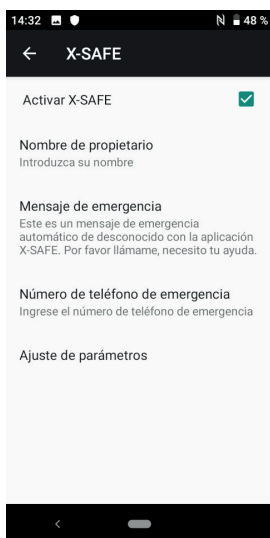 14:32 48 %
X-SAFE
Activar X-SAFE
Nombre de propietario
Introduzca su nombre
Mensaje de emergencia
Este es un mensaje de emergencia
automático de desconocido con la aplicación
X-SAFE. Por favor llámame, necesito tu ayuda.
Número de teléfono de emergencia
Ingrese el número de teléfono de emergencia
Ajuste de parámetros